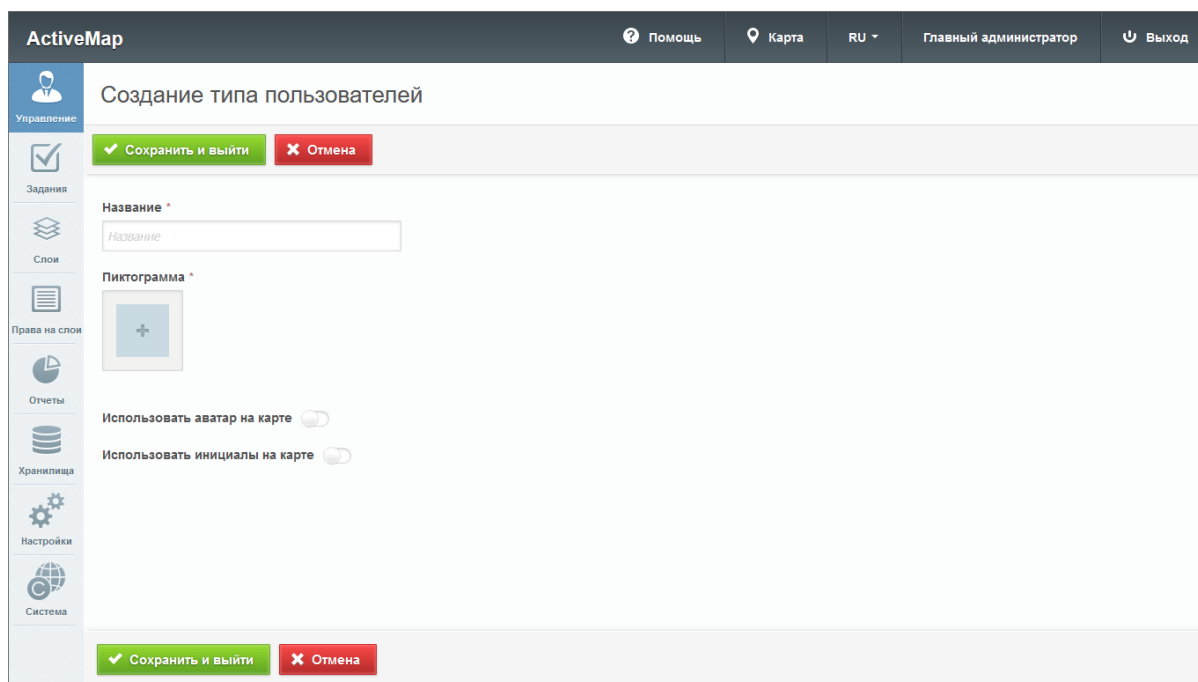 ActiveMap
Помощь
Карта
RU
Главный администратор
Выход
Управление
Задания
Слои
Права на слои
Отчеты
Хранилища
Настройки
Система
Создание типа пользователей
Сохранить и выйти
Отмена
Название *
Название
Пиктограмма *
Использовать аватар на карте
Использовать инициалы на карте
Сохранить и выйти
Отмена